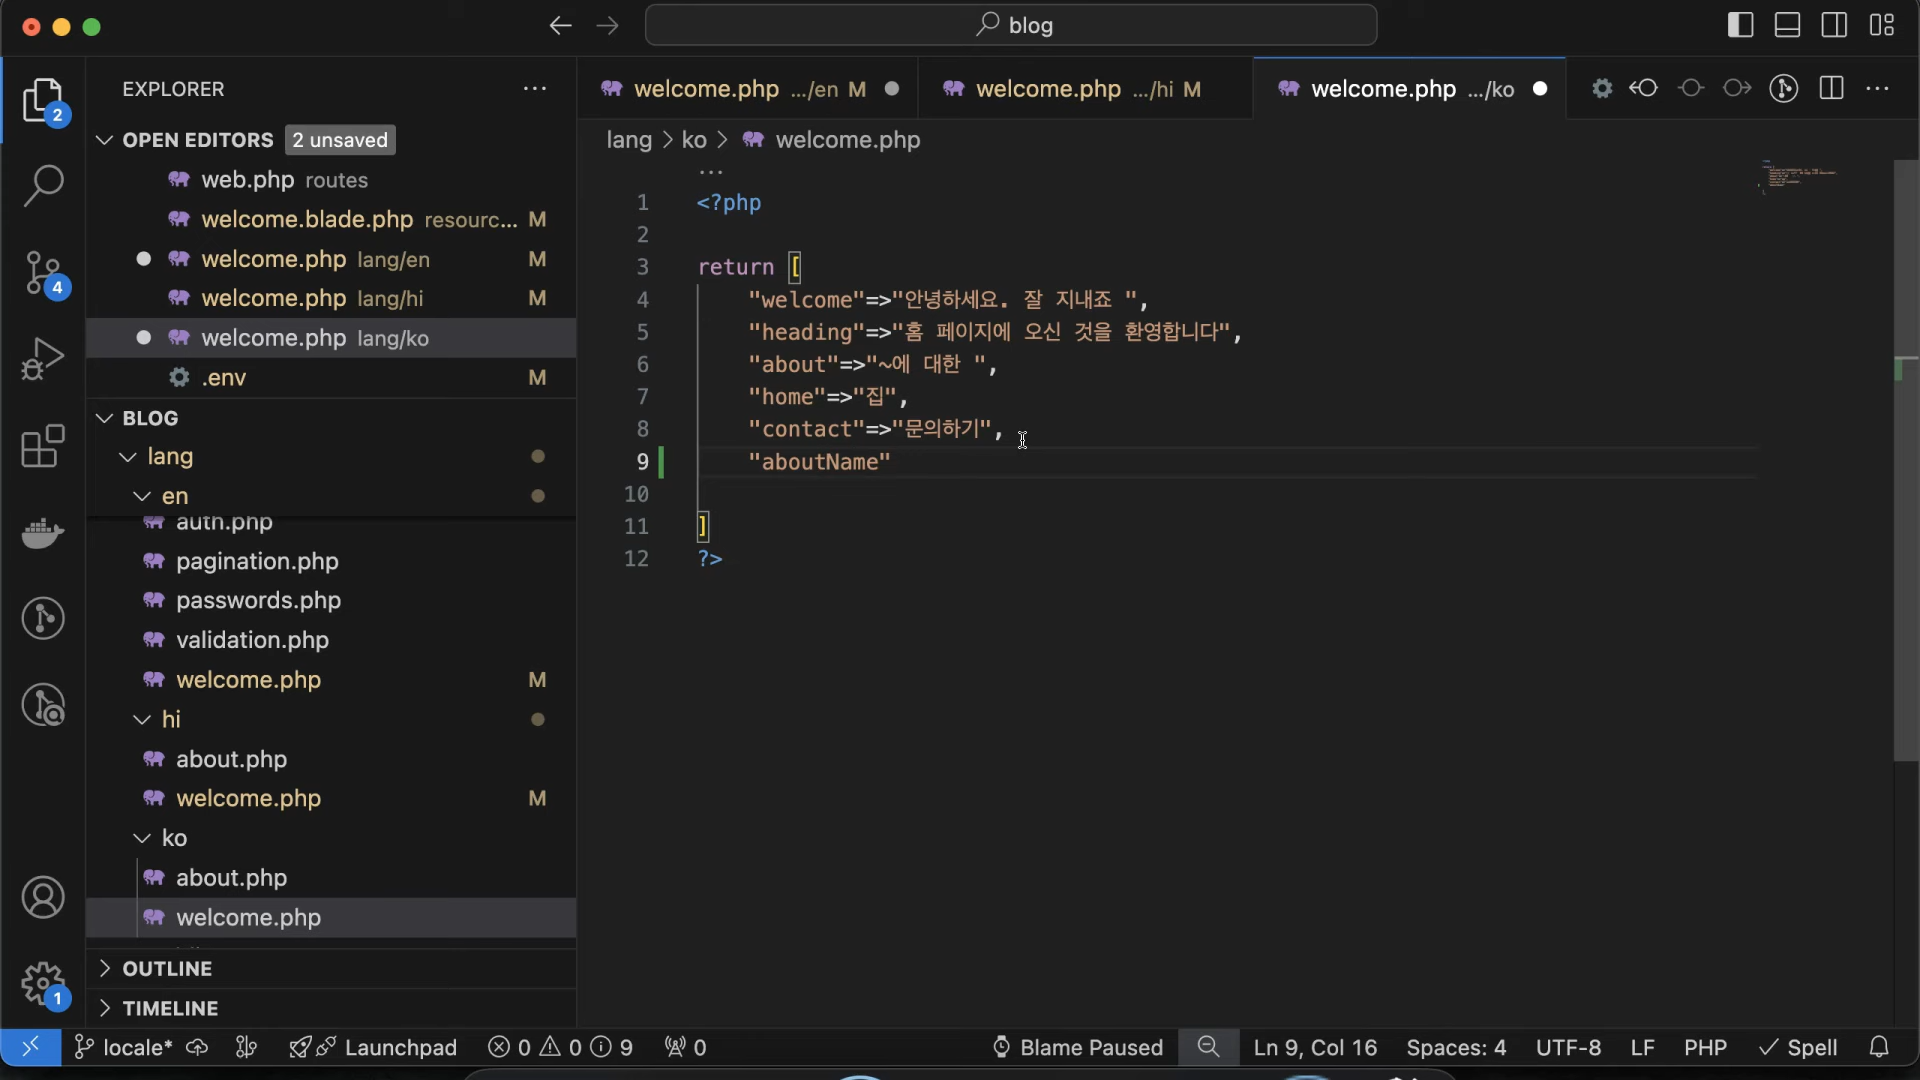 blog
EXPLORER
OPEN EDITORS 2 unsaved
web.php routes
welcome.blade.php resourc... M
welcome.php lang/en M
welcome.php lang/hi M
welcome.php lang/ko
.env M
BLOG
lang
en
auth.php
pagination.php
passwords.php
validation.php
welcome.php M
hi
about.php
welcome.php M
ko
about.php
welcome.php
OUTLINE
TIMELINE
2
4
1
welcome.php .../en M
welcome.php .../hi M
welcome.php .../ko
lang > ko > welcome.php
1 <?php
2
3 return [
4 "welcome"=>"안녕하세요. 잘 지내죠 ",
5 "heading"=>"홈 페이지에 오신 것을 환영합니다",
6 "about"=>"~에 대한 ",
7 "home"=>"집",
8 "contact"=>"문의하기",
9 "aboutName"
10
11 ]
12 ?>
locale* Launchpad 0 0 9 0 Blame Paused Ln 9, Col 16 Spaces: 4 UTF-8 LF PHP Spell